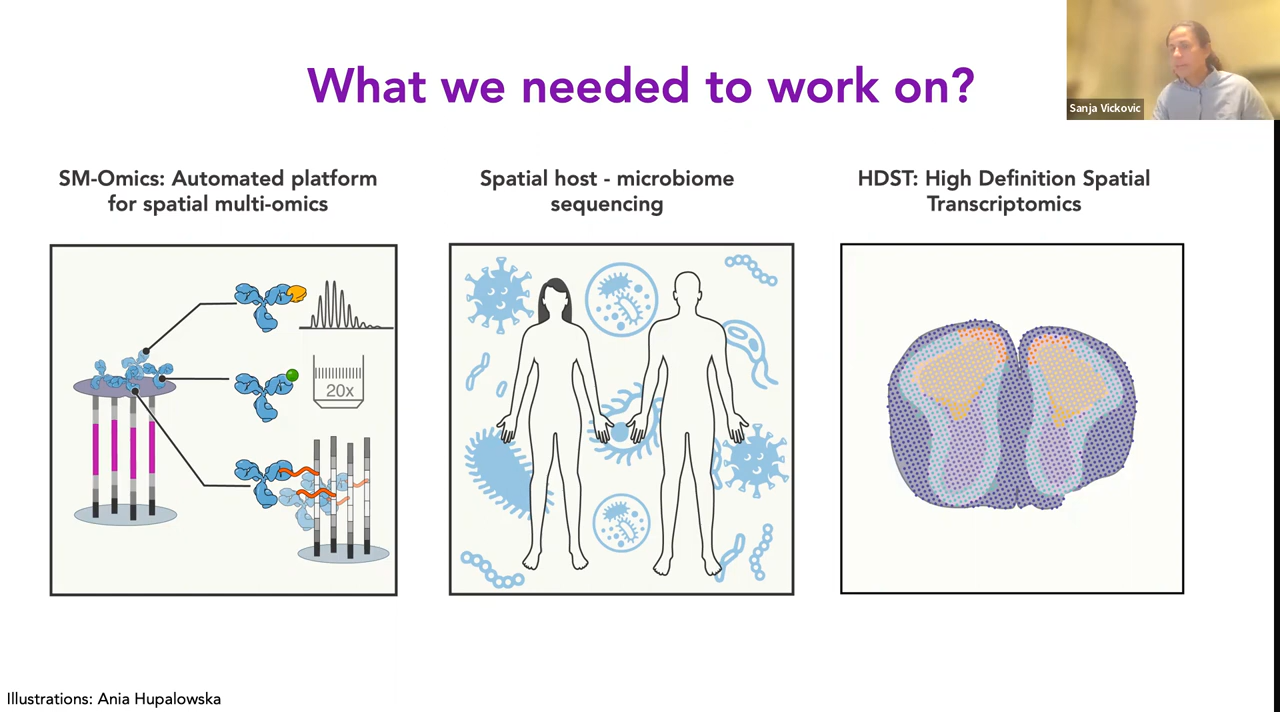 What we needed to work on?
Sanja Vickovic
SM-Omics: Automated platform
for spatial multi-omics
Spatial host - microbiome
sequencing
HDST: High Definition Spatial
Transcriptomics
20x
Illustrations: Ania Hupalowska